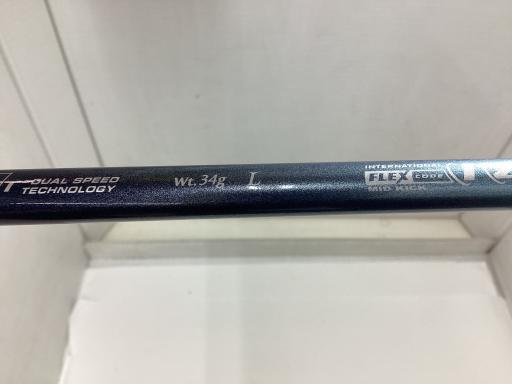 T DUAL SPEED
TECHNOLOGY
Wt. 34g L
INTERNATIONAL
FLEX CODE
MID KICK